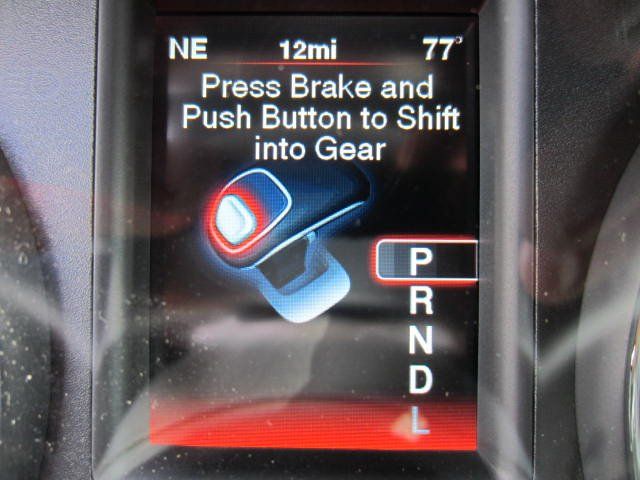 NE 12mi 77°
Press Brake and
Push Button to Shift
into Gear
P
R
N
D
L